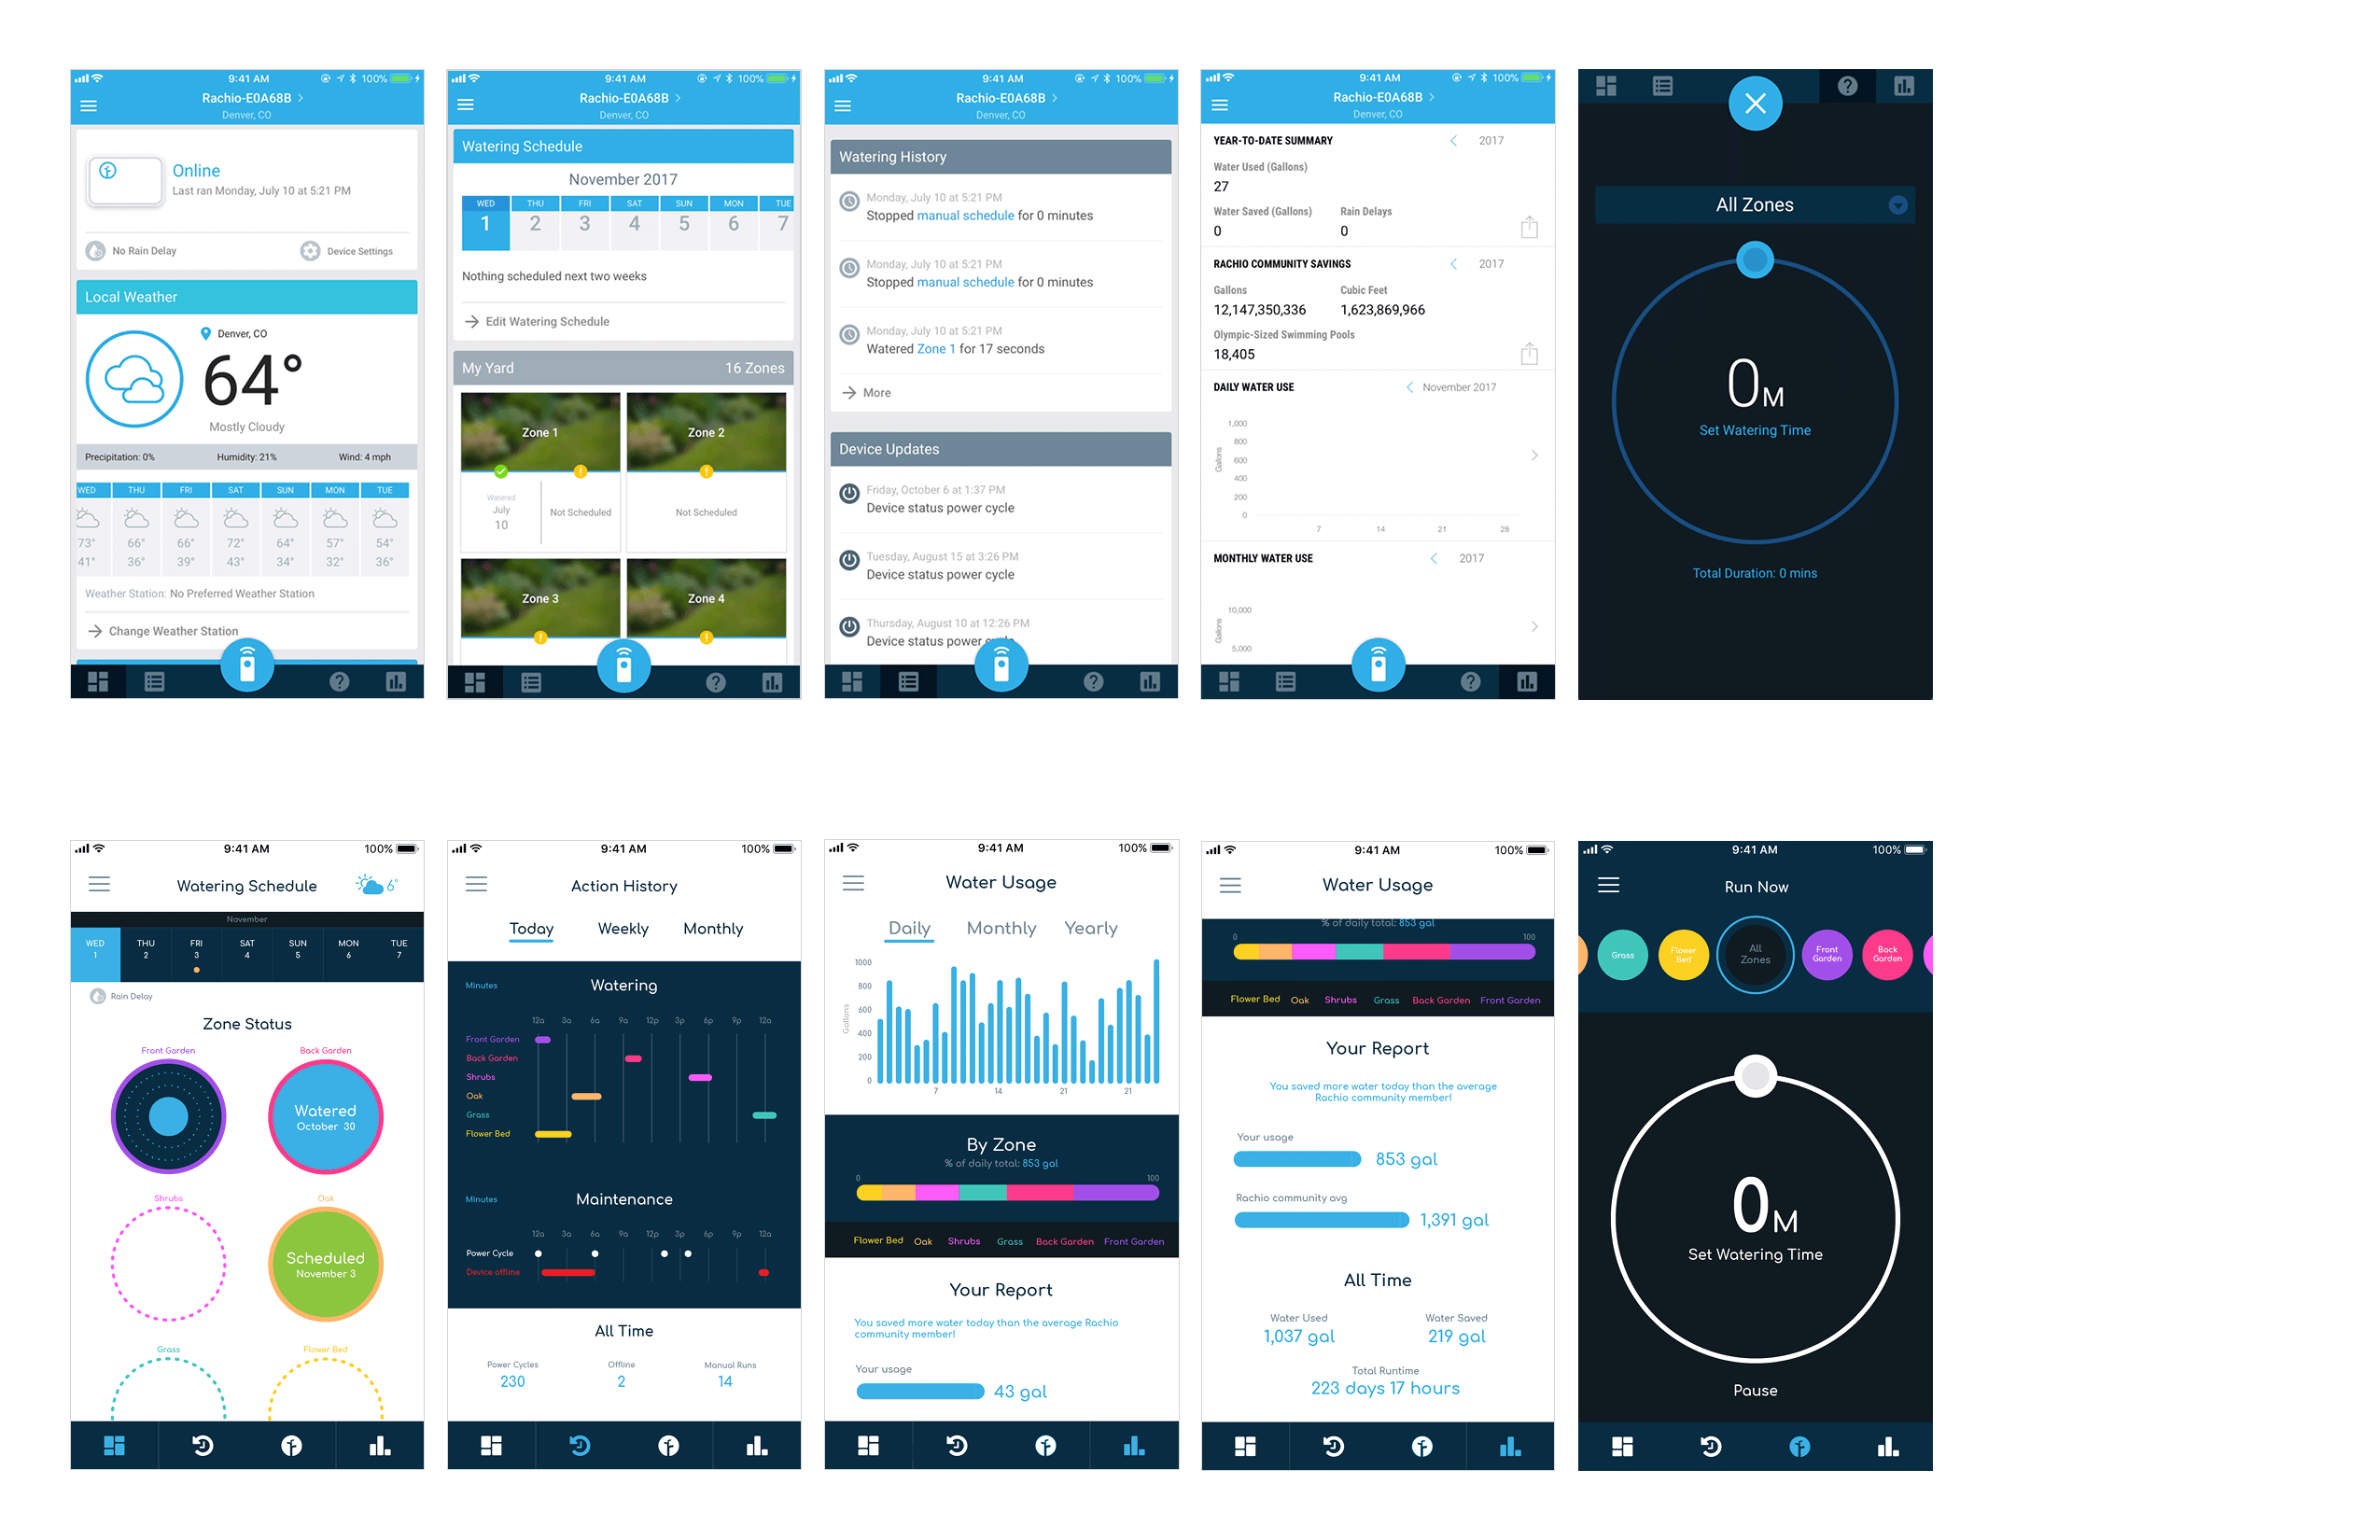 9:41 AM 100%
Rachio-E0A68B
Denver, CO
Online
Last ran Monday, July 10 at 5:21 PM
No Rain Delay Device Settings
Local Weather
Denver, CO
64°
Mostly Cloudy
Precipitation: 0% Humidity: 21% Wind: 4 mph
WED THU FRI SAT SUN MON TUE
73° 66° 66° 72° 64° 57° 54°
41° 36° 39° 43° 34° 32° 36°
Weather Station: No Preferred Weather Station
Change Weather Station
9:41 AM 100%
Rachio-E0A68B
Denver, CO
Watering Schedule
November 2017
WED THU FRI SAT SUN MON TUE
1 2 3 4 5 6 7
Nothing scheduled next two weeks
Edit Watering Schedule
My Yard 16 Zones
Zone 1 Zone 2
Watered
July
10
Not Scheduled Not Scheduled
Zone 3 Zone 4
9:41 AM 100%
Rachio-E0A68B
Denver, CO
Watering History
Monday, July 10 at 5:21 PM
Stopped manual schedule for 0 minutes
Monday, July 10 at 5:21 PM
Stopped manual schedule for 0 minutes
Monday, July 10 at 5:21 PM
Watered Zone 1 for 17 seconds
More
Device Updates
Friday, October 6 at 1:37 PM
Device status power cycle
Tuesday, August 15 at 3:26 PM
Device status power cycle
Thursday, August 10 at 12:26 PM
Device status power cycle
9:41 AM 100%
Rachio-E0A68B
Denver, CO
YEAR-TO-DATE SUMMARY 2017
Water Used (Gallons)
27
Water Saved (Gallons) Rain Delays
0 0
RACHIO COMMUNITY SAVINGS 2017
Gallons Cubic Feet
12,147,350,336 1,623,869,966
Olympic-Sized Swimming Pools
18,405
DAILY WATER USE November 2017
Gallons
1,000
800
600
400
200
0
7 14 21 28
MONTHLY WATER USE 2017
Gallons
10,000
5,000
All Zones
0M
Set Watering Time
Total Duration: 0 mins
9:41 AM 100%
Watering Schedule 6°
November
WED THU FRI SAT SUN MON TUE
1 2 3 4 5 6 7
Rain Delay
Zone Status
Front Garden Back Garden
Watered
October 30
Shrubs Oak
Scheduled
November 3
Grass Flower Bed
9:41 AM 100%
Action History
Today Weekly Monthly
Minutes Watering
12a 3a 6a 9a 12p 3p 6p 9p 12a
Front Garden
Back Garden
Shrubs
Oak
Grass
Flower Bed
Minutes Maintenance
12a 3a 6a 9a 12p 3p 6p 9p 12a
Power Cycle
Device offline
All Time
Power Cycles Offline Manual Runs
230 2 14
9:41 AM 100%
Water Usage
Daily Monthly Yearly
Gallons
1000
800
600
400
200
0
7 14 21 21
By Zone
% of daily total: 853 gal
0 100
Flower Bed Oak Shrubs Grass Back Garden Front Garden
Your Report
You saved more water today than the average Rachio
community member!
Your usage
43 gal
9:41 AM 100%
Water Usage
% of daily total: 853 gal
0 100
Flower Bed Oak Shrubs Grass Back Garden Front Garden
Your Report
You saved more water today than the average
Rachio community member!
Your usage
853 gal
Rachio community avg
1,391 gal
All Time
Water Used Water Saved
1,037 gal 219 gal
Total Runtime
223 days 17 hours
9:41 AM 100%
Run Now
Grass
Flower
Bed
All
Zones
Front
Garden
Back
Garden
0M
Set Watering Time
Pause